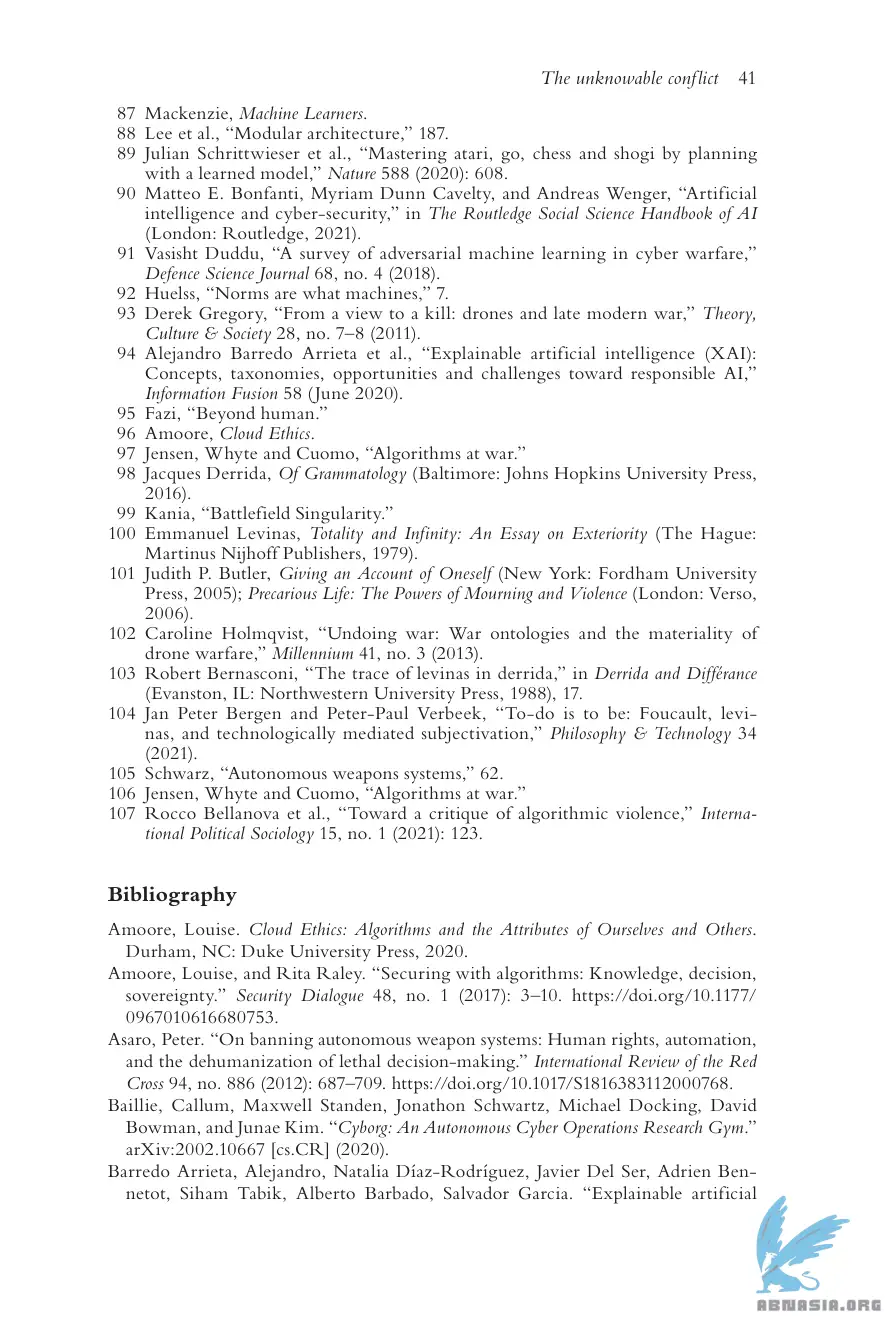 The unknowable conflict 41
87 Mackenzie, Machine Learners.
88 Lee et al., “Modular architecture,” 187.
89 Julian Schrittwieser et al., “Mastering atari, go, chess and shogi by planning
with a learned model,” Nature 588 (2020): 608.
90 Matteo E. Bonfanti, Myriam Dunn Cavelty, and Andreas Wenger, “Artificial
intelligence and cyber-security,” in The Routledge Social Science Handbook of AI
(London: Routledge, 2021).
91 Vasisht Duddu, “A survey of adversarial machine learning in cyber warfare,”
Defence Science Journal 68, no. 4 (2018).
92 Huelss, “Norms are what machines,” 7.
93 Derek Gregory, “From a view to a kill: drones and late modern war,” Theory,
Culture & Society 28, no. 7–8 (2011).
94 Alejandro Barredo Arrieta et al., “Explainable artificial intelligence (XAI):
Concepts, taxonomies, opportunities and challenges toward responsible AI,”
Information Fusion 58 (June 2020).
95 Fazi, “Beyond human.”
96 Amoore, Cloud Ethics.
97 Jensen, Whyte and Cuomo, “Algorithms at war.”
98 Jacques Derrida, Of Grammatology (Baltimore: Johns Hopkins University Press,
2016).
99 Kania, “Battlefield Singularity.”
100 Emmanuel Levinas, Totality and Infinity: An Essay on Exteriority (The Hague:
Martinus Nijhoff Publishers, 1979).
101 Judith P. Butler, Giving an Account of Oneself (New York: Fordham University
Press, 2005); Precarious Life: The Powers of Mourning and Violence (London: Verso,
2006).
102 Caroline Holmqvist, “Undoing war: War ontologies and the materiality of
drone warfare,” Millennium 41, no. 3 (2013).
103 Robert Bernasconi, “The trace of levinas in derrida,” in Derrida and Différance
(Evanston, IL: Northwestern University Press, 1988), 17.
104 Jan Peter Bergen and Peter-Paul Verbeek, “To-do is to be: Foucault, levi-
nas, and technologically mediated subjectivation,” Philosophy & Technology 34
(2021).
105 Schwarz, “Autonomous weapons systems,” 62.
106 Jensen, Whyte and Cuomo, “Algorithms at war.”
107 Rocco Bellanova et al., “Toward a critique of algorithmic violence,” Interna-
tional Political Sociology 15, no. 1 (2021): 123.
Bibliography
Amoore, Louise. Cloud Ethics: Algorithms and the Attributes of Ourselves and Others.
Durham, NC: Duke University Press, 2020.
Amoore, Louise, and Rita Raley. “Securing with algorithms: Knowledge, decision,
sovereignty.” Security Dialogue 48, no. 1 (2017): 3–10. https://doi.org/10.1177/
0967010616680753.
Asaro, Peter. “On banning autonomous weapon systems: Human rights, automation,
and the dehumanization of lethal decision-making.” International Review of the Red
Cross 94, no. 886 (2012): 687–709. https://doi.org/10.1017/S1816383112000768.
Baillie, Callum, Maxwell Standen, Jonathon Schwartz, Michael Docking, David
Bowman, and Junae Kim. “Cyborg: An Autonomous Cyber Operations Research Gym.”
arXiv:2002.10667 [cs.CR] (2020).
Barredo Arrieta, Alejandro, Natalia Díaz-Rodríguez, Javier Del Ser, Adrien Ben-
netot, Siham Tabik, Alberto Barbado, Salvador Garcia. “Explainable artificial
ABNASIA.ORG